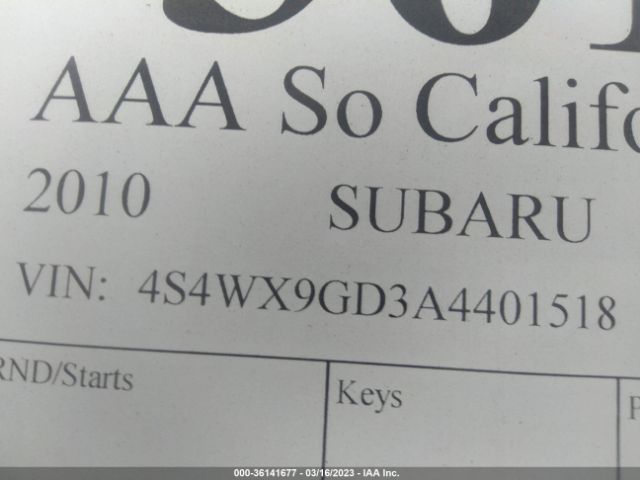 AAA So Califo
2010 SUBARU
VIN: 4S4WX9GD3A4401518
RND/Starts
Keys
P
000-36141677 - 03/16/2023 - IAA Inc.